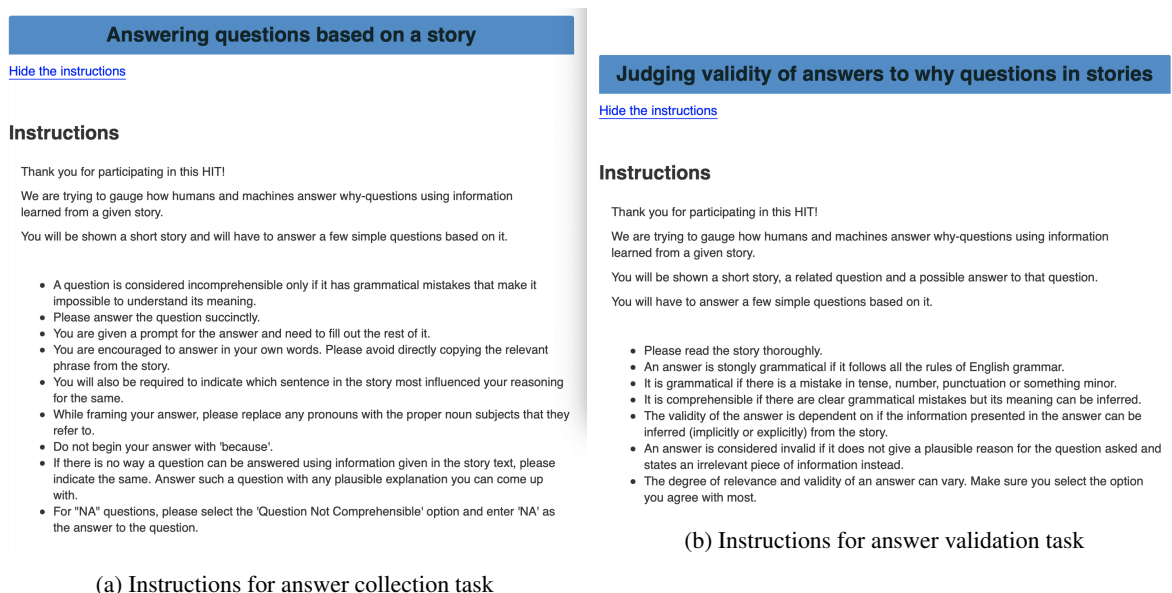 Answering questions based on a story
Hide the instructions
Instructions
Thank you for participating in this HIT!
We are trying to gauge how humans and machines answer why-questions using information
learned from a given story.
You will be shown a short story and will have to answer a few simple questions based on it.
• A question is considered incomprehensible only if it has grammatical mistakes that make it
impossible to understand its meaning.
• Please answer the question succinctly.
• You are given a prompt for the answer and need to fill out the rest of it.
• You are encouraged to answer in your own words. Please avoid directly copying the relevant
phrase from the story.
• You will also be required to indicate which sentence in the story most influenced your reasoning
for the same.
• While framing your answer, please replace any pronouns with the proper noun subjects that they
refer to.
• Do not begin your answer with 'because'.
• If there is no way a question can be answered using information given in the story text, please
indicate the same. Answer such a question with any plausible explanation you can come up
with.
• For "NA" questions, please select the 'Question Not Comprehensible' option and enter 'NA' as
the answer to the question.
(a) Instructions for answer collection task
Judging validity of answers to why questions in stories
Hide the instructions
Instructions
Thank you for participating in this HIT!
We are trying to gauge how humans and machines answer why-questions using information
learned from a given story.
You will be shown a short story, a related question and a possible answer to that question.
You will have to answer a few simple questions based on it.
• Please read the story thoroughly.
• An answer is stongly grammatical if it follows all the rules of English grammar.
• It is grammatical if there is a mistake in tense, number, punctuation or something minor.
• It is comprehensible if there are clear grammatical mistakes but its meaning can be inferred.
• The validity of the answer is dependent on if the information presented in the answer can be
inferred (implicitly or explicitly) from the story.
• An answer is considered invalid if it does not give a plausible reason for the question asked and
states an irrelevant piece of information instead.
• The degree of relevance and validity of an answer can vary. Make sure you select the option
you agree with most.
(b) Instructions for answer validation task